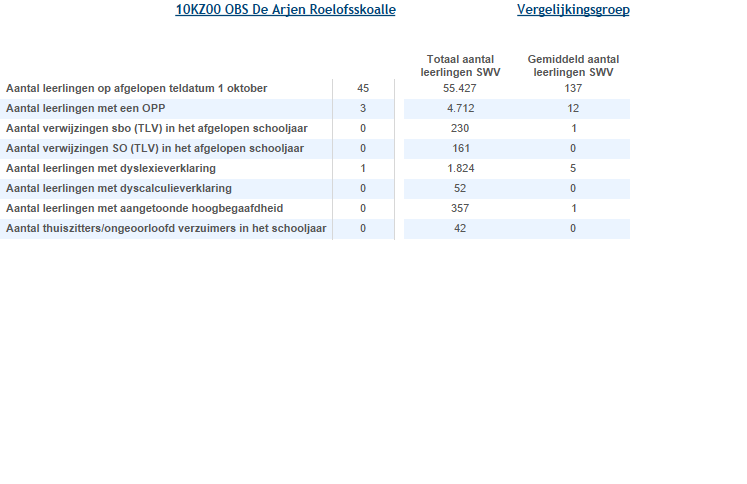 10KZ00 OBS De Arjen Roelofsskoalle Vergelijkingsgroep
Totaal aantal leerlingen SWV Gemiddeld aantal leerlingen SWV
Aantal leerlingen op afgelopen teldatum 1 oktober 45 55.427 137
Aantal leerlingen met een OPP 3 4.712 12
Aantal verwijzingen sbo (TLV) in het afgelopen schooljaar 0 230 1
Aantal verwijzingen SO (TLV) in het afgelopen schooljaar 0 161 0
Aantal leerlingen met dyslexieverklaring 1 1.824 5
Aantal leerlingen met dyscalculieverklaring 0 52 0
Aantal leerlingen met aangetoonde hoogbegaafdheid 0 357 1
Aantal thuiszitters/ongeoorloofd verzuimers in het schooljaar 0 42 0